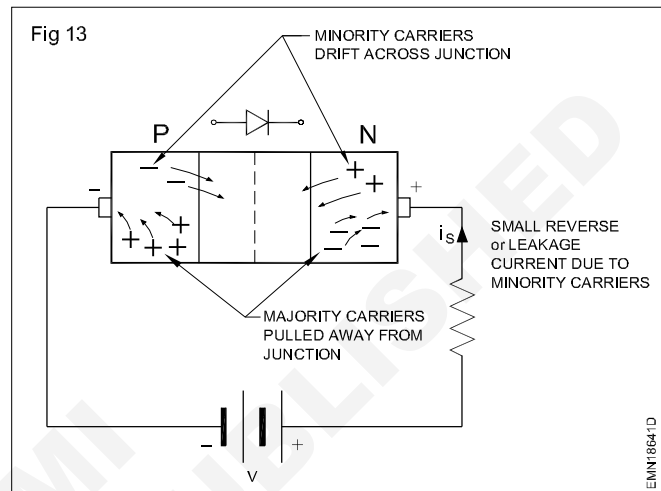 Fig 13
MINORITY CARRIERS
DRIFT ACROSS JUNCTION
P
N
-
+
iS
SMALL REVERSE
or LEAKAGE
CURRENT DUE TO
MINORITY CARRIERS
MAJORITY CARRIERS
PULLED AWAY FROM
JUNCTION
-
+
V
EMN18641D